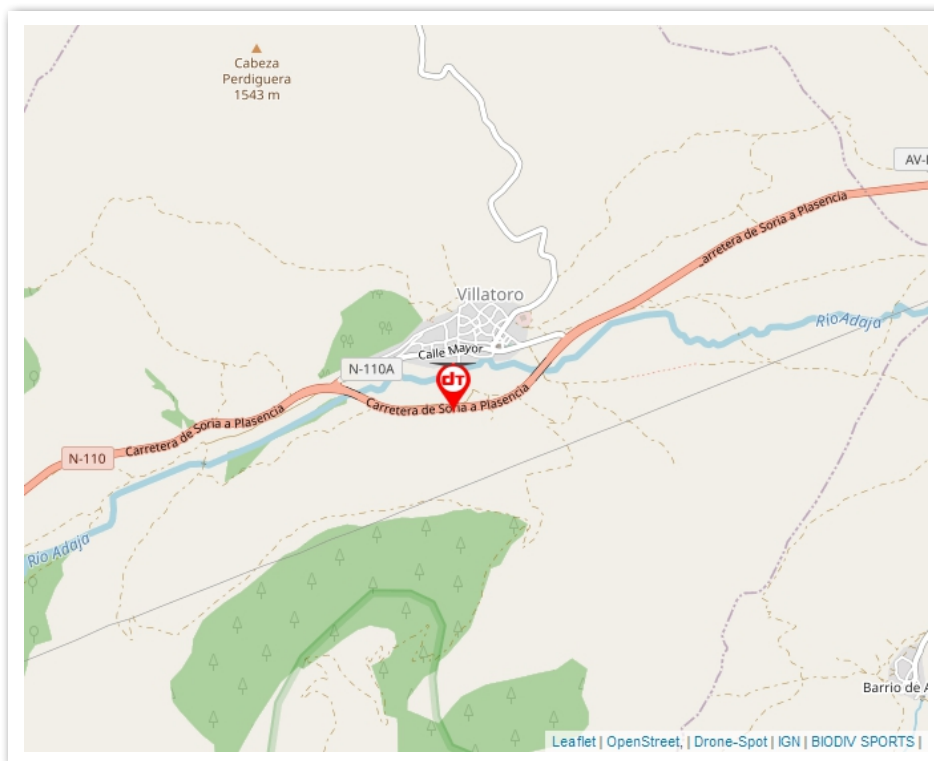 Cabeza
Perdiguera
1543 m
AV-
Carretera de Soria a Plasencia
Villatoro
Río Adaja
Calle Mayor
N-110A
dT
Carretera de Soria a Plasencia
Carretera de Soria a Plasencia
N-110
Río Adaja
Barrio de A
Leaflet | OpenStreet, | Drone-Spot | IGN | BIODIV SPORTS |